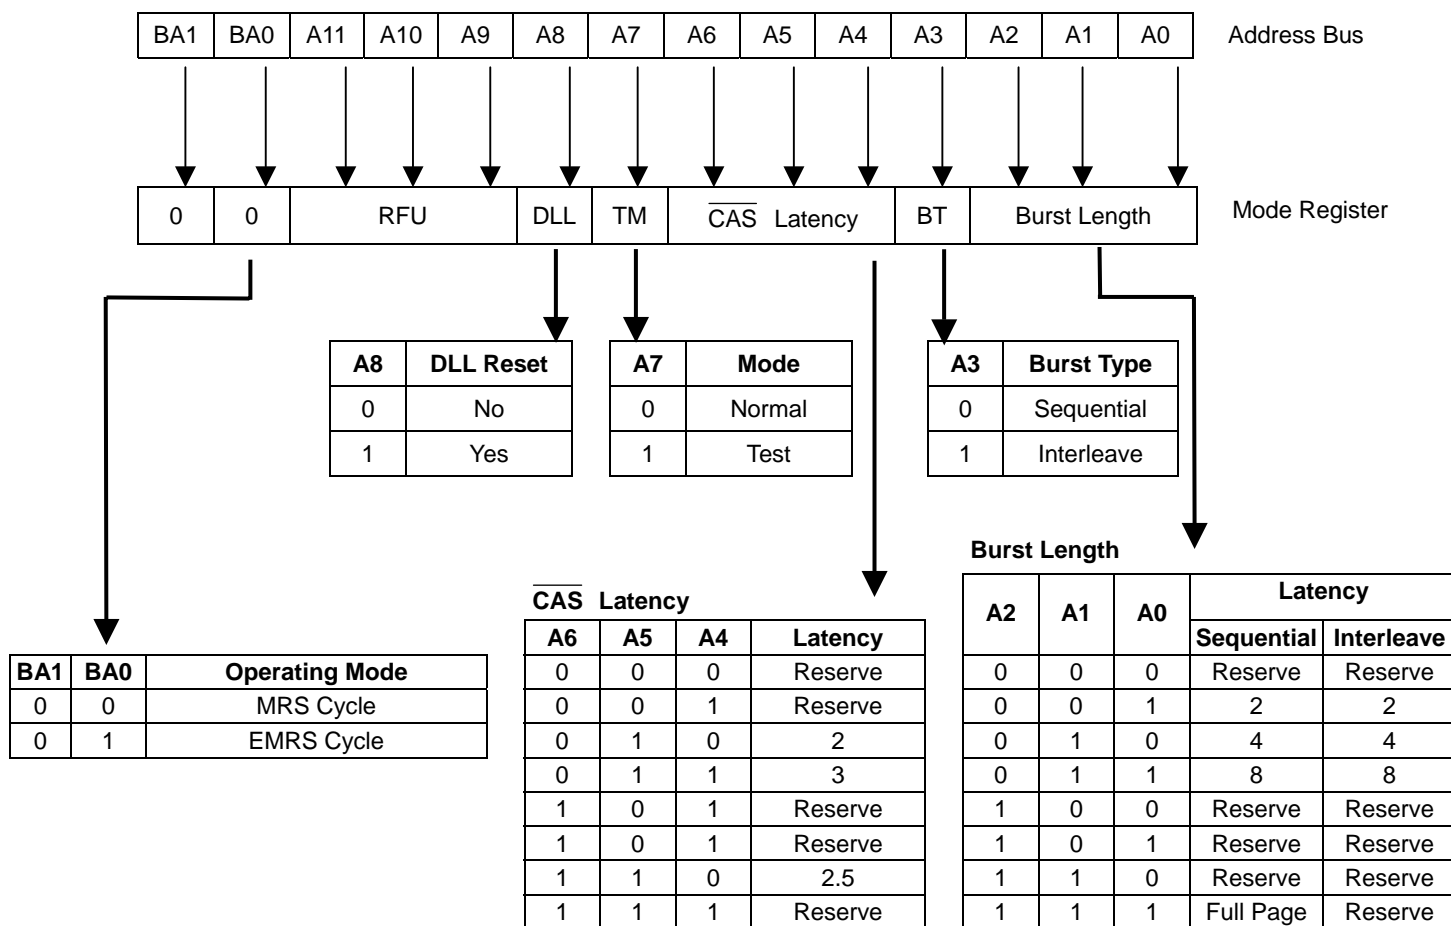 BA1 BA0 A11 A10 A9 A8 A7 A6 A5 A4 A3 A2 A1 A0 Address Bus
0 0 RFU DLL TM CAS Latency BT Burst Length Mode Register
A8 DLL Reset
0 No
1 Yes
A7 Mode
0 Normal
1 Test
A3 Burst Type
0 Sequential
1 Interleave
BA1 BA0 Operating Mode
0 0 MRS Cycle
0 1 EMRS Cycle
CAS Latency
A6 A5 A4 Latency
0 0 0 Reserve
0 0 1 Reserve
0 1 0 2
0 1 1 3
1 0 1 Reserve
1 0 1 Reserve
1 1 0 2.5
1 1 1 Reserve
Burst Length
A2 A1 A0 Latency
Sequential Interleave
0 0 0 Reserve Reserve
0 0 1 2 2
0 1 0 4 4
0 1 1 8 8
1 0 0 Reserve Reserve
1 0 1 Reserve Reserve
1 1 0 Reserve Reserve
1 1 1 Full Page Reserve